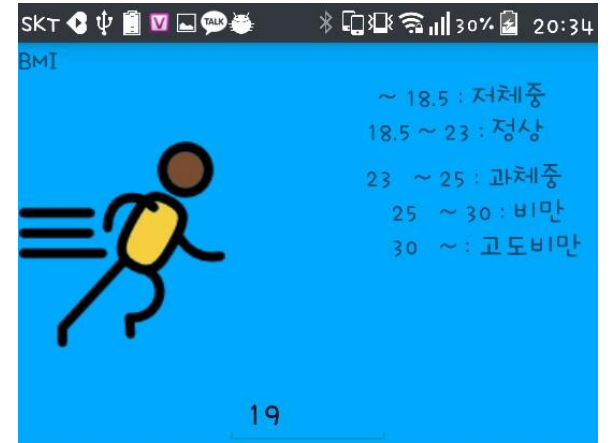 SKT V TALK 30% 20:34
BMI
~ 18.5 : 저체중
18.5 ~ 23 : 정상
23 ~ 25 : 과체중
25 ~ 30 : 비만
30 ~ : 고도비만
19